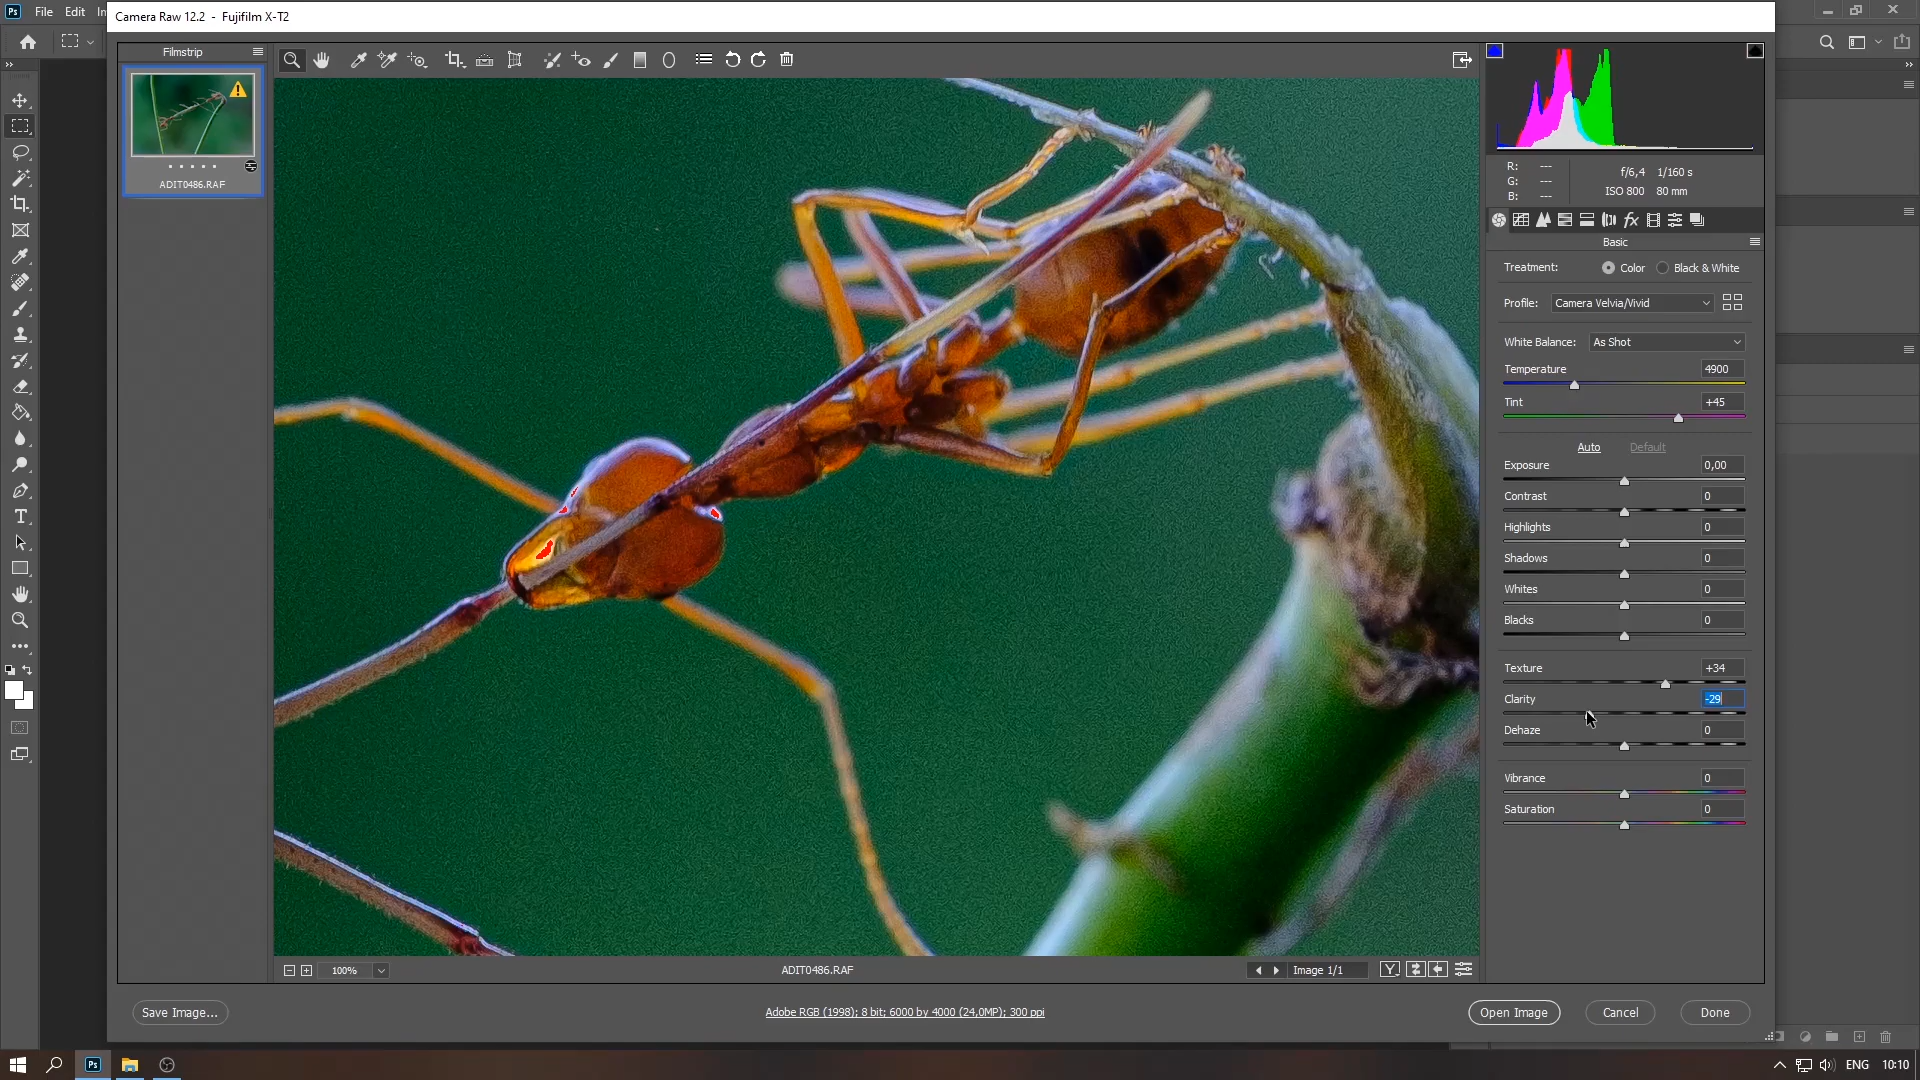 Ps File Edit In
Camera Raw 12.2 - Fujifilm X-T2
Filmstrip
ADIT0486.RAF
R: ---
G: ---
B: ---
f/6,4 1/160 s
ISO 800 80 mm
Basic
Treatment: Color Black & White
Profile: Camera Velvia/Vivid
White Balance: As Shot
Temperature 4900
Tint +45
Auto Default
Exposure 0,00
Contrast 0
Highlights 0
Shadows 0
Whites 0
Blacks 0
Texture +34
Clarity -29
Dehaze 0
Vibrance 0
Saturation 0
100%
ADIT0486.RAF
Image 1/1
Save Image...
Adobe RGB (1998); 8 bit; 6000 by 4000 (24,0MP); 300 ppi
Open Image Cancel Done
Ps
ENG 10:10